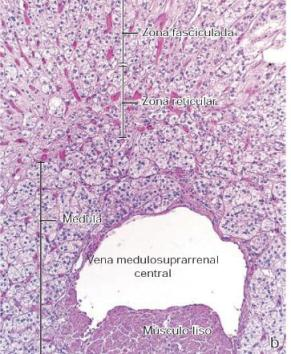 Zona fasciculada
Zona reticular
Médula
Vena medulosuprarrenal
central
Músculo liso
b